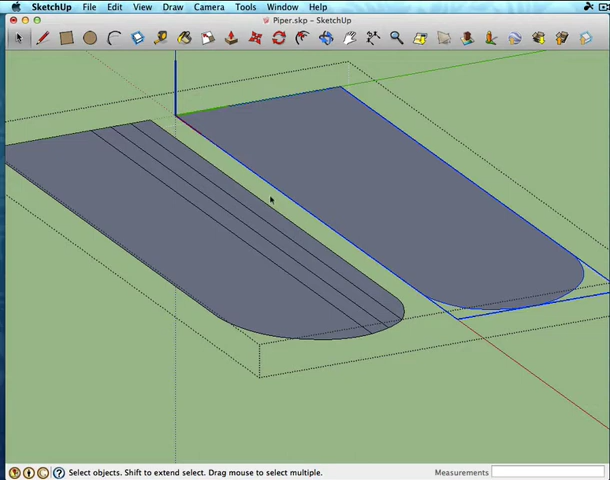 SketchUp File Edit View Draw Camera Tools Window Help
Piper.skp – SketchUp
Select objects. Shift to extend select. Drag mouse to select multiple.
Measurements